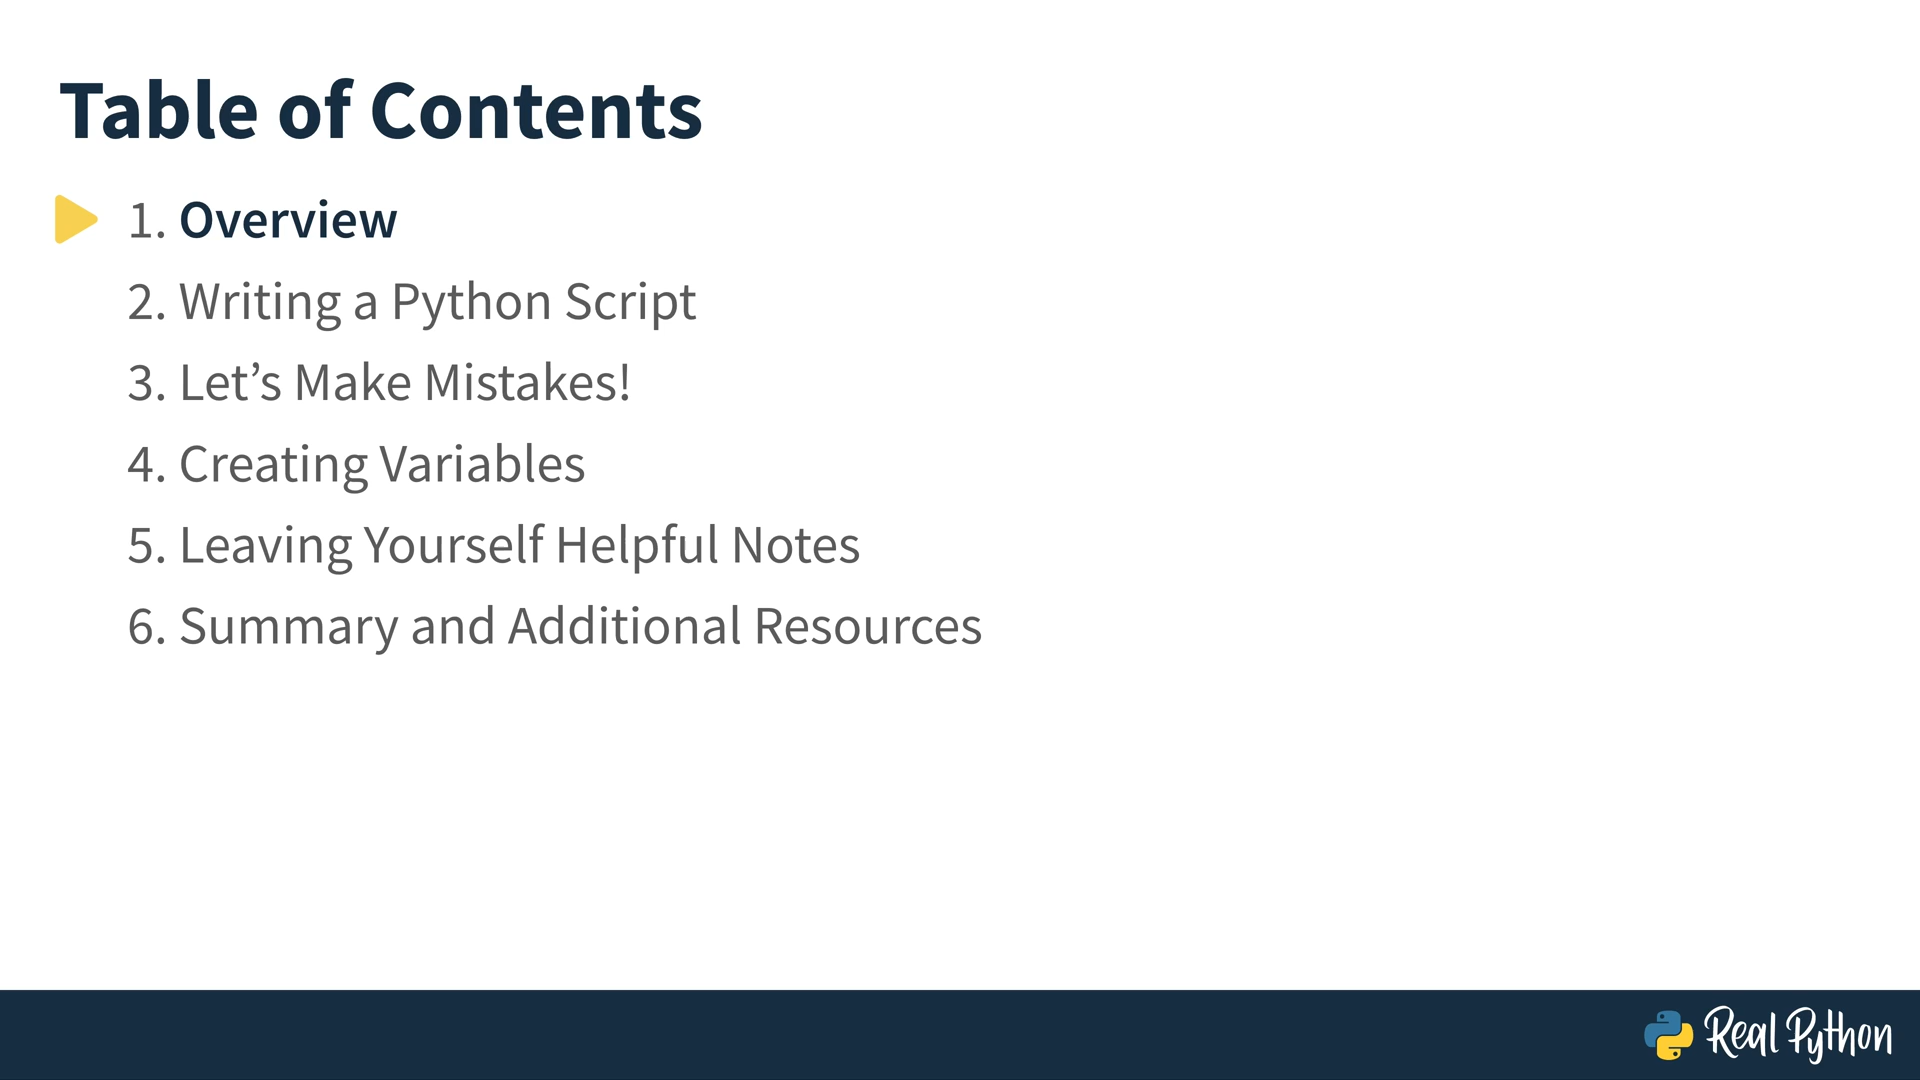 Table of Contents
1. Overview
2. Writing a Python Script
3. Let’s Make Mistakes!
4. Creating Variables
5. Leaving Yourself Helpful Notes
6. Summary and Additional Resources
Real Python